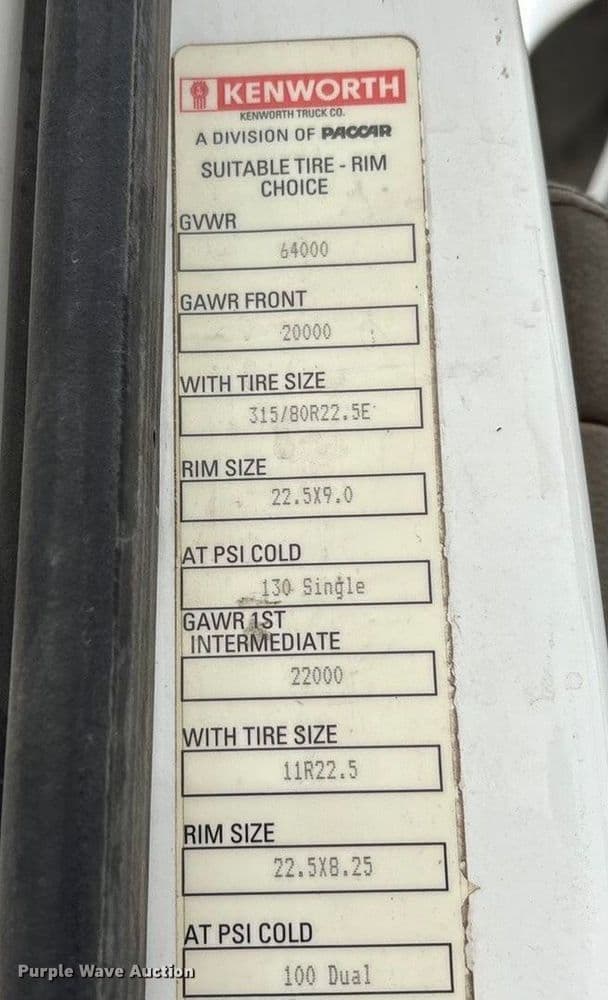 KENWORTH
KENWORTH TRUCK CO.
A DIVISION OF PACCAR
SUITABLE TIRE - RIM
CHOICE
GVWR
64000
GAWR FRONT
20000
WITH TIRE SIZE
315/80R22.5E
RIM SIZE
22.5X9.0
AT PSI COLD
130 Single
GAWR 1ST
INTERMEDIATE
22000
WITH TIRE SIZE
11R22.5
RIM SIZE
22.5X8.25
AT PSI COLD
100 Dual
Purple Wave Auction